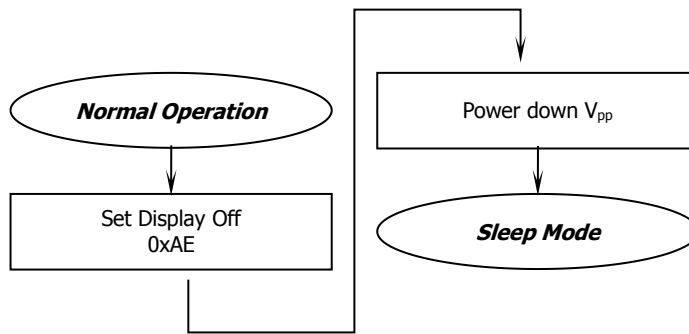 Normal Operation
Set Display Off
0xAE
Power down Vpp
Sleep Mode